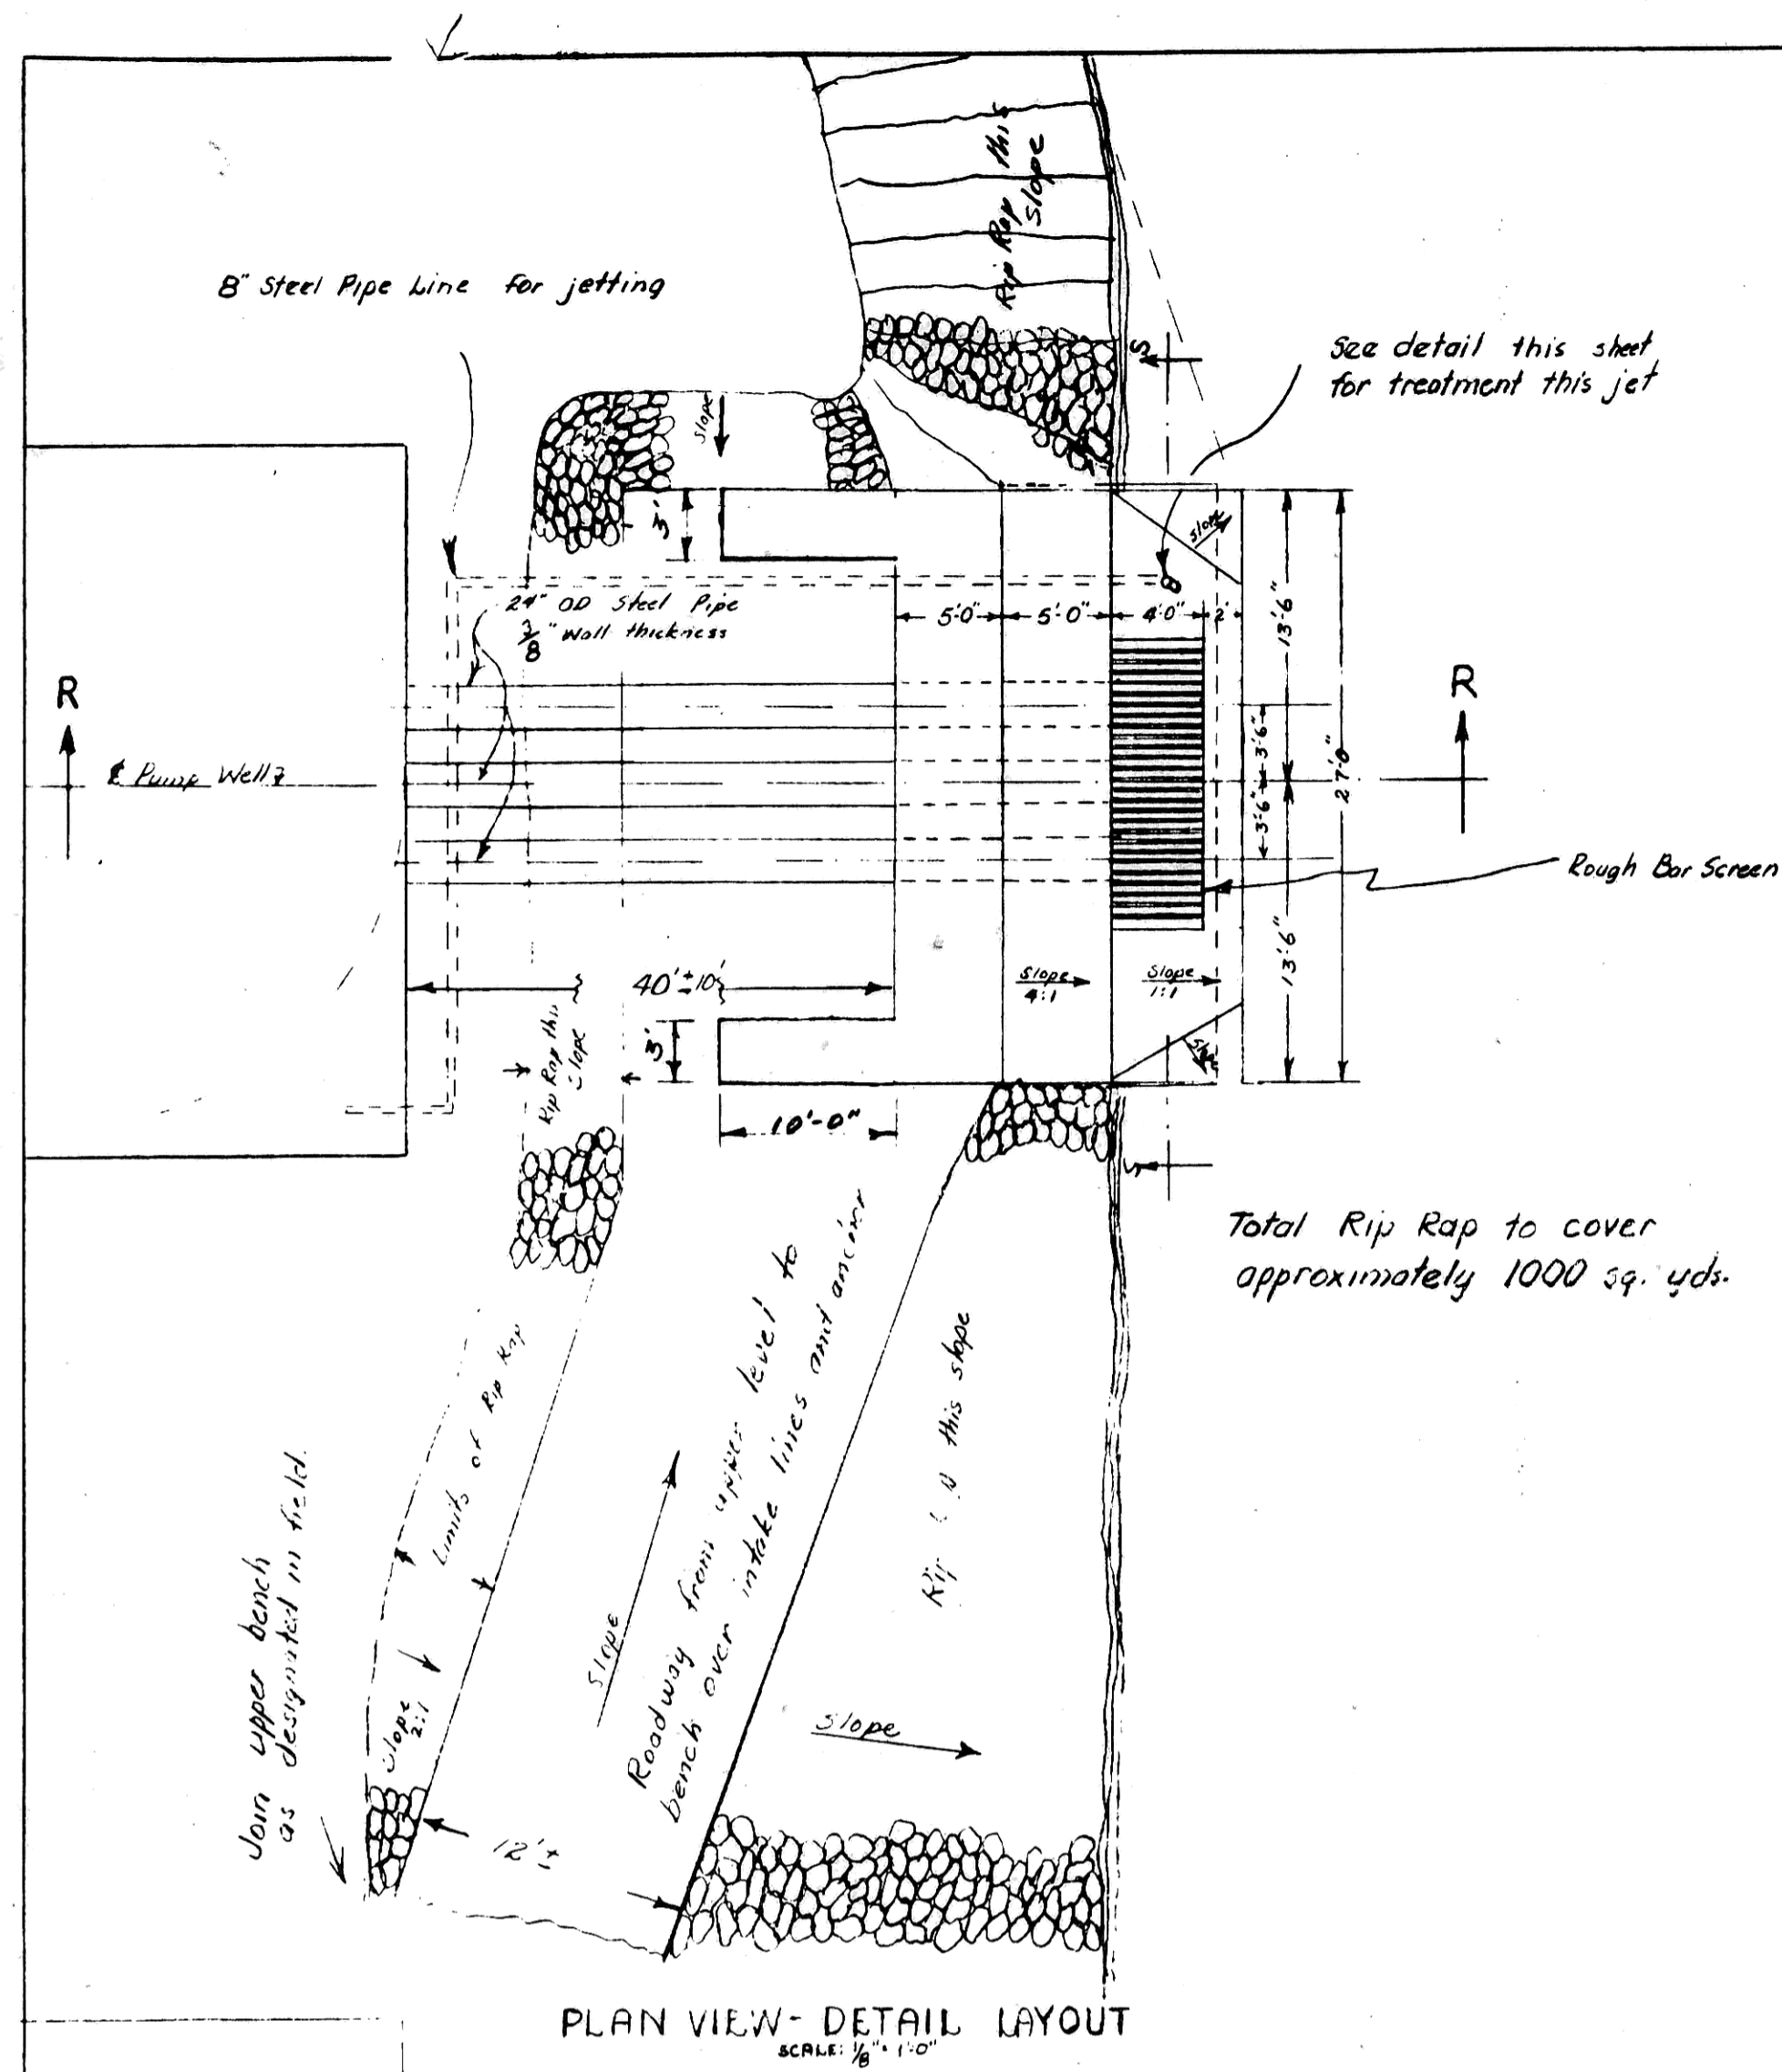 Rip Rap this
slope
8" Steel Pipe Line for jetting
See detail this sheet
for treatment this jet
S
slope
3'
slope
24" OD Steel Pipe
3/8" Wall thickness
5'-0"
5'-0"
4'-0"
2'
13'-6"
R
R
℄ Pump Well
3'-6"
3'-6"
27'-0"
Rough Bar Screen
13'-6"
40' ± 10'
Slope
4:1
Slope
1:1
Rip Rap this
Slope
3'
10'-0"
S
Total Rip Rap to cover
approximately 1000 sq. yds.
Limits of Rip Rap
Roadway from upper level to
bench over intake lines and
this slope
Join upper bench
as designated in field.
Slope
2:1
Slope
Slope
12'±
PLAN VIEW - DETAIL LAYOUT
SCALE: 1/8" = 1'-0"